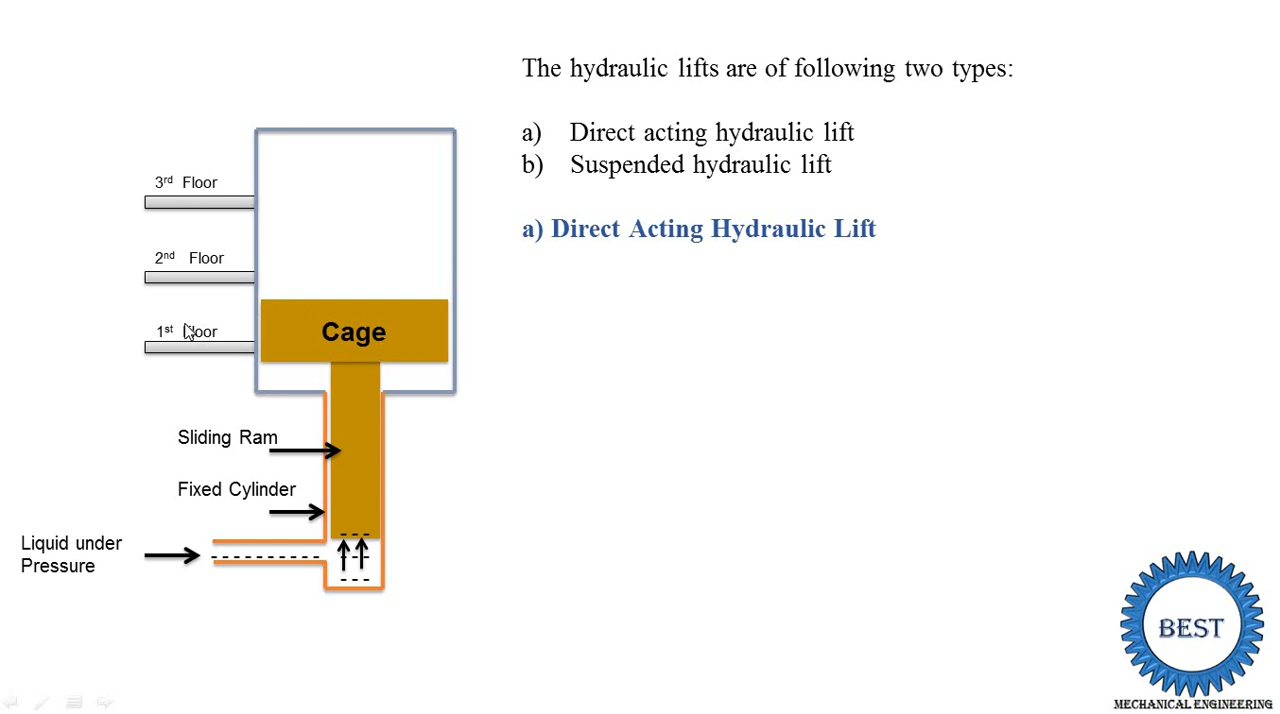 The hydraulic lifts are of following two types:
a) Direct acting hydraulic lift
b) Suspended hydraulic lift
a) Direct Acting Hydraulic Lift
3rd Floor
2nd Floor
1st Floor
Cage
Sliding Ram
Fixed Cylinder
Liquid under
Pressure
BEST
MECHANICAL ENGINEERING